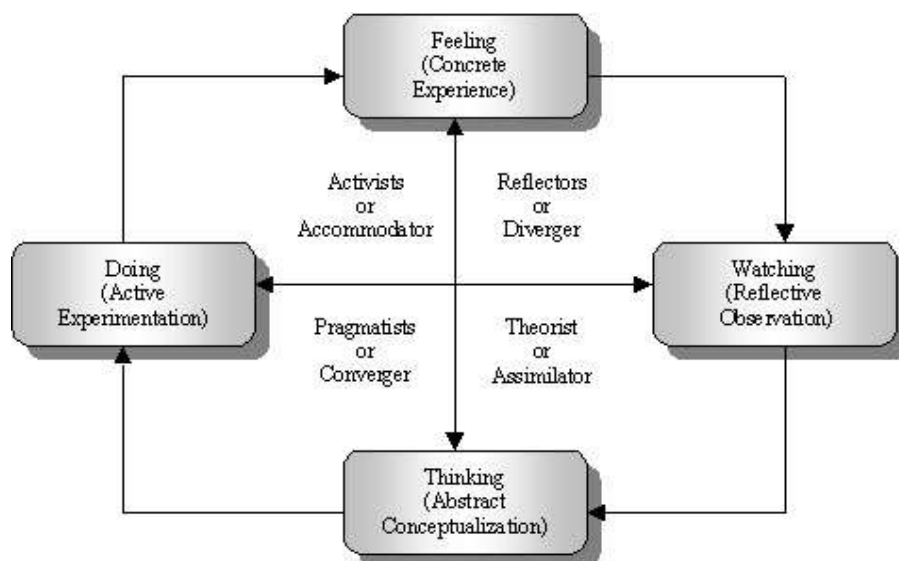 Feeling
(Concrete
Experience)
Activists
or
Accommodator
Reflectors
or
Diverger
Doing
(Active
Experimentation)
Watching
(Reflective
Observation)
Pragmatists
or
Converger
Theorist
or
Assimilator
Thinking
(Abstract
Conceptualization)